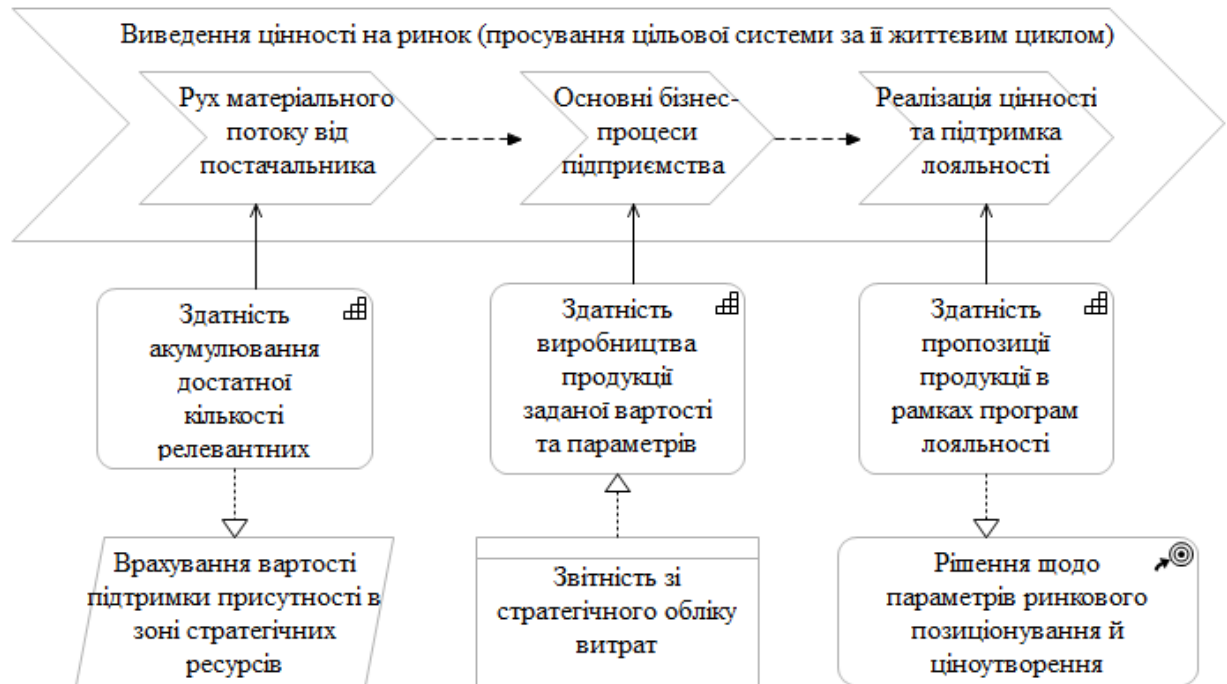 Виведення цінності на ринок (просування цільової системи за її життєвим циклом)
Рух матеріального
потоку від
постачальника
Основні бізнес-
процеси
підприємства
Реалізація цінності
та підтримка
лояльності
Здатність
акумулювання
достатної
кількості
релевантних
Здатність
виробництва
продукції
заданої вартості
та параметрів
Здатність
пропозиції
продукції в
рамках програм
лояльності
Врахування вартості
підтримки присутності в
зоні стратегічних
ресурсів
Звітність зі
стратегічного обліку
витрат
Рішення щодо
параметрів ринкового
позиціонування й
ціноутворення